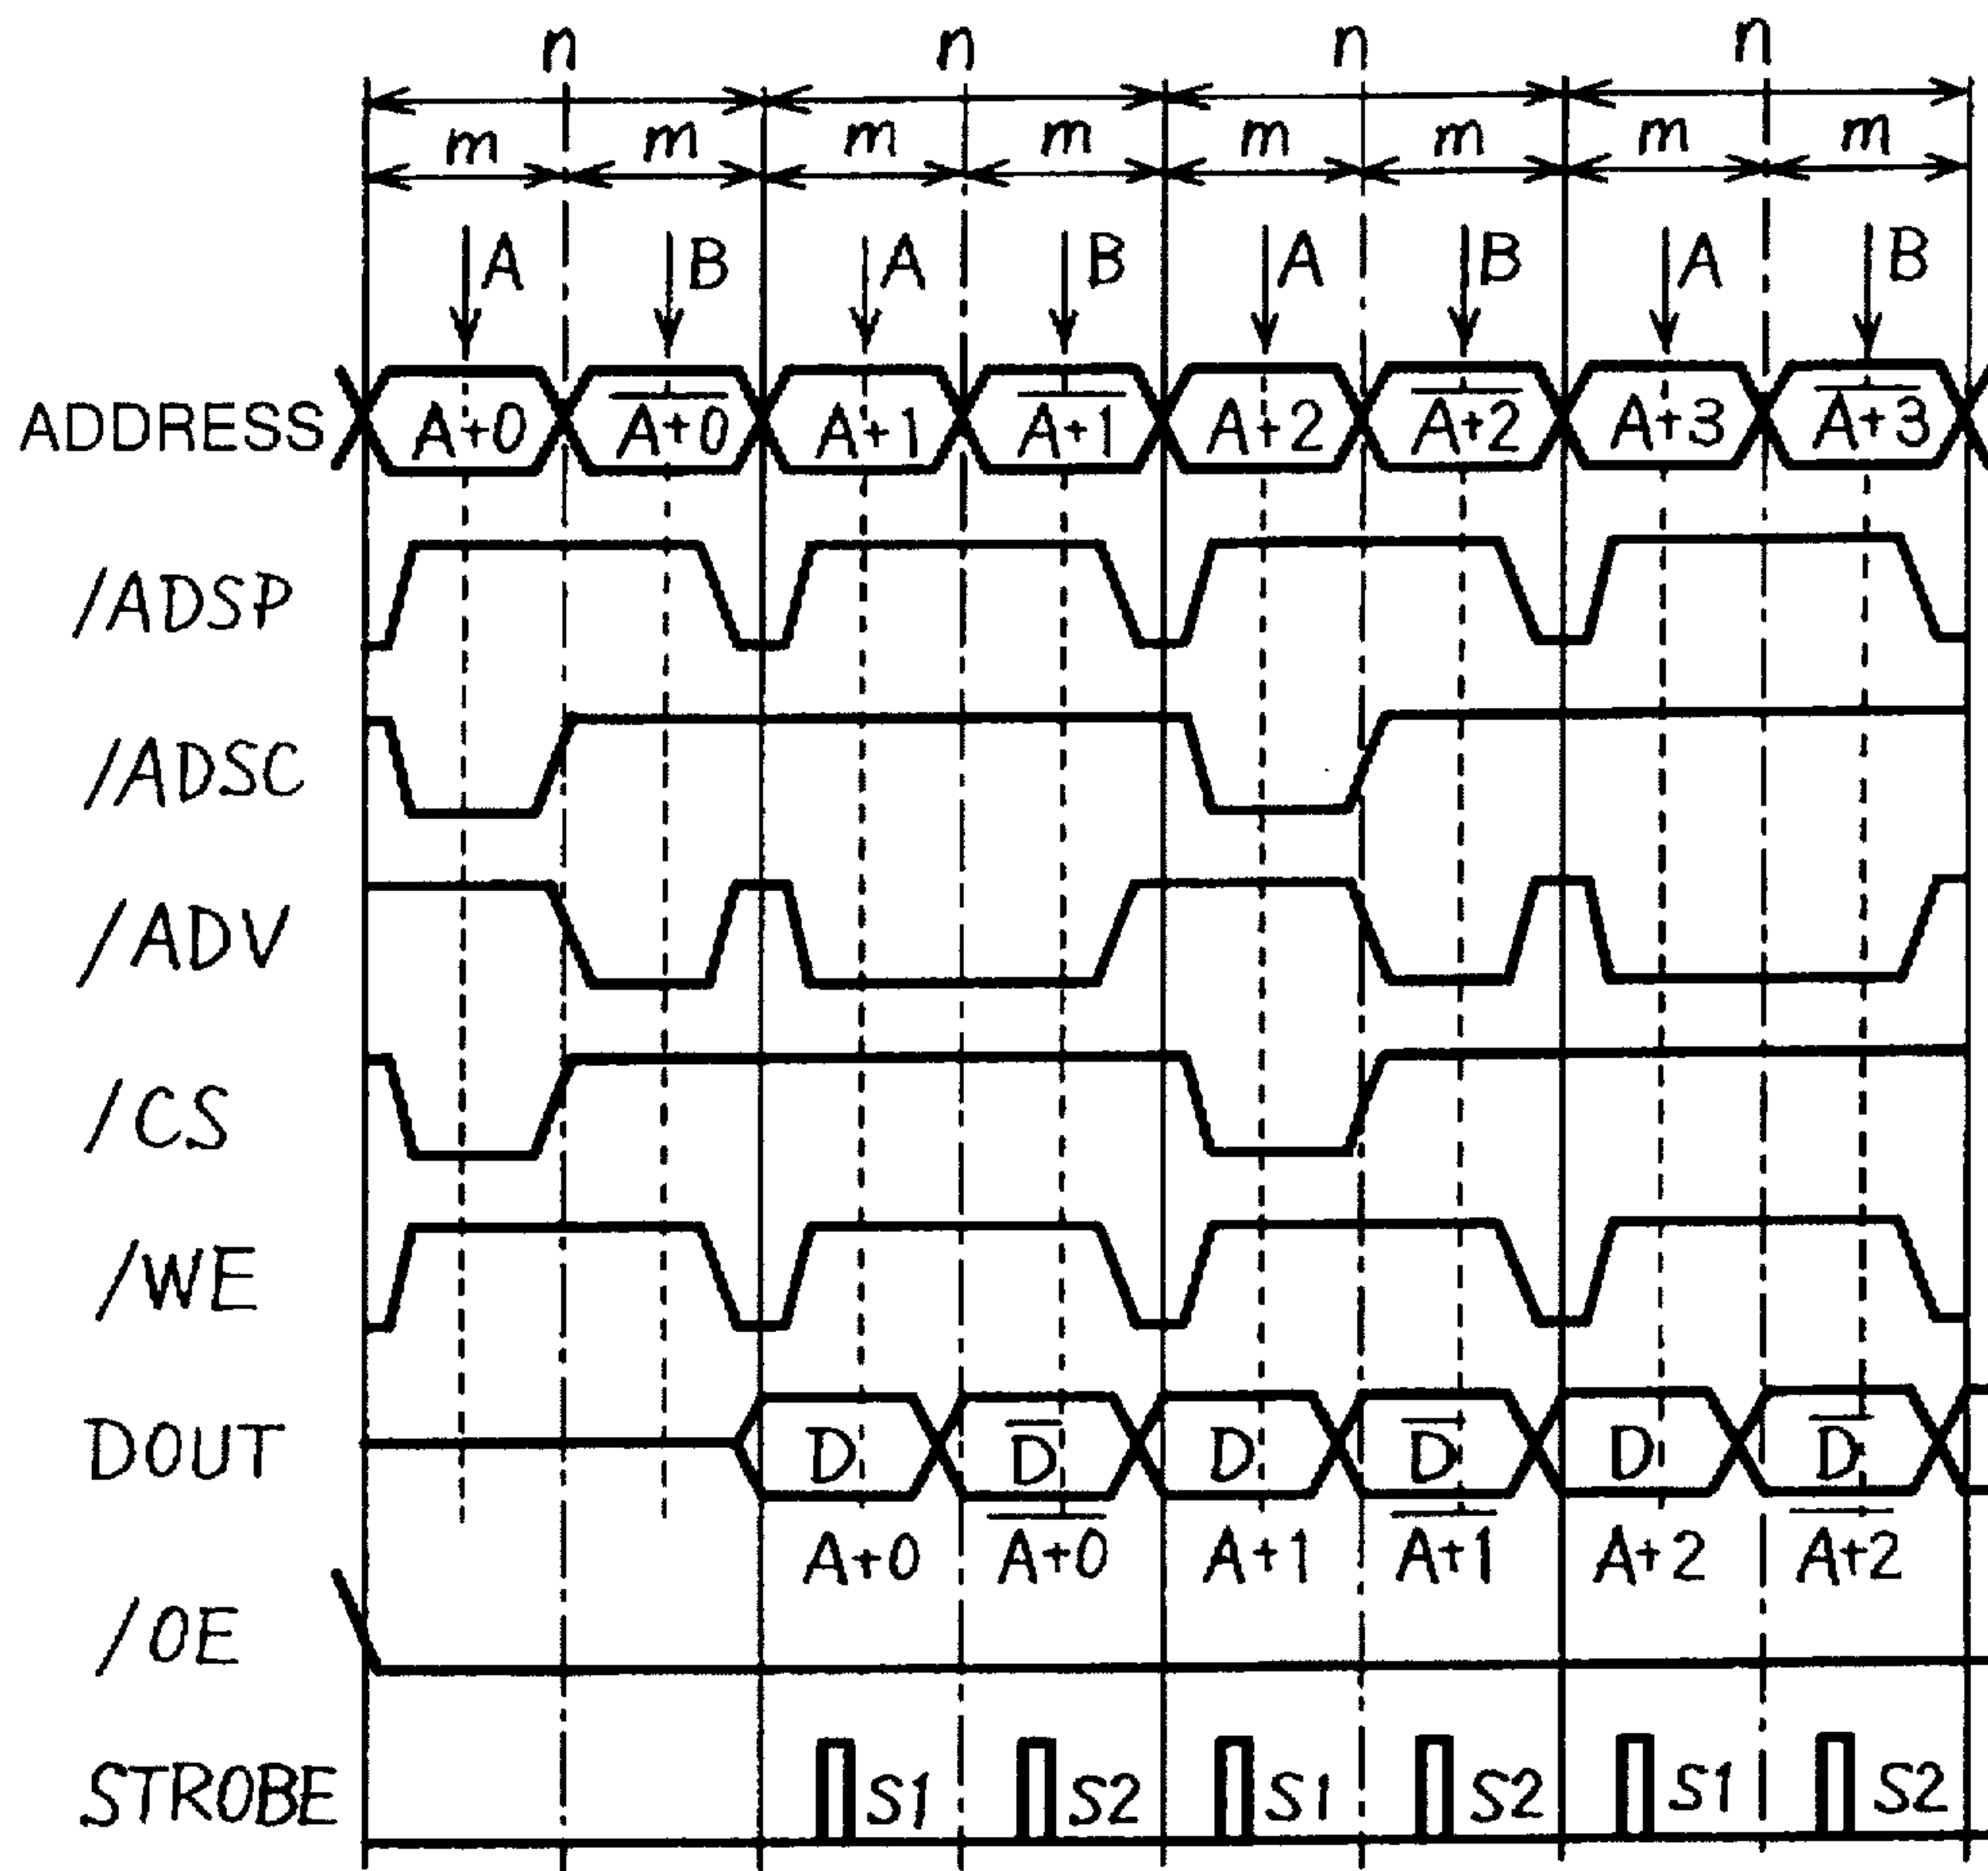 n n n n
m m m m m m m m
A B A B A B A B
ADDRESS A+0 A̅+̅0̅ A+1 A̅+̅1̅ A+2 A̅+̅2̅ A+3 A̅+̅3̅
/ADSP
/ADSC
/ADV
/CS
/WE
DOUT D D̅ D D̅ D D̅
A+0 A̅+̅0̅ A+1 A̅+̅1̅ A+2 A̅+̅2̅
/OE
STROBE S1 S2 S1 S2 S1 S2